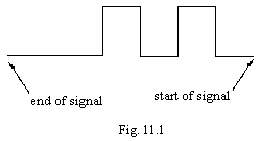 end of signal
start of signal
Fig. 11.1